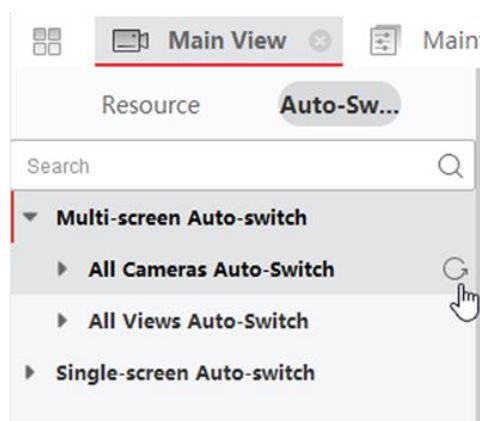 Main View Main
Resource Auto-Sw...
Search
Multi-screen Auto-switch
All Cameras Auto-Switch
All Views Auto-Switch
Single-screen Auto-switch